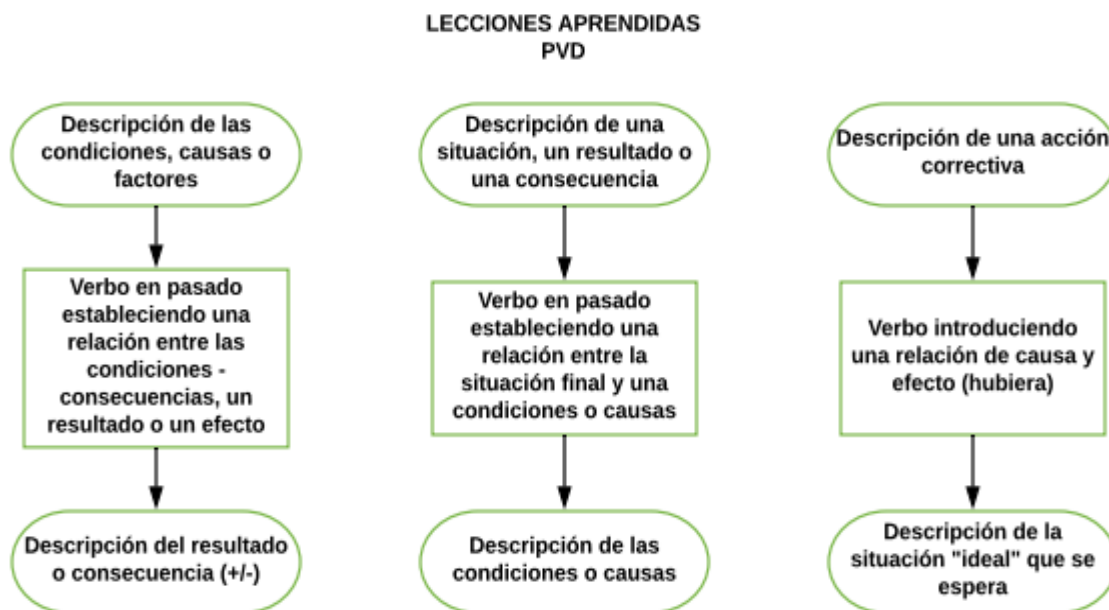 LECCIONES APRENDIDAS
PVD
Descripción de las
condiciones, causas o
factores
Verbo en pasado
estableciendo una
relación entre las
condiciones -
consecuencias, un
resultado o un efecto
Descripción del resultado
o consecuencia (+/-)
Descripción de una
situación, un resultado o
una consecuencia
Verbo en pasado
estableciendo una
relación entre la
situación final y una
condiciones o causas
Descripción de las
condiciones o causas
Descripción de una acción
correctiva
Verbo introduciendo
una relación de causa y
efecto (hubiera)
Descripción de la
situación "ideal" que se
espera